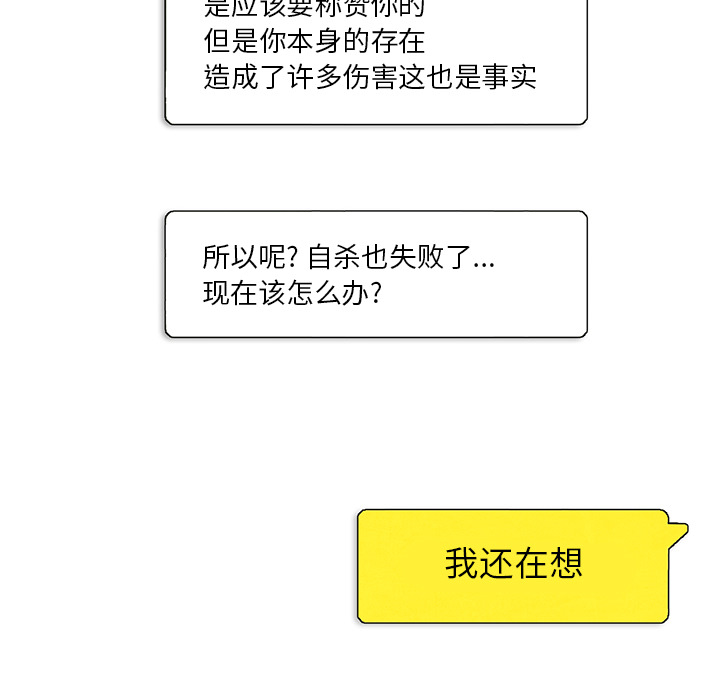 是应该要称赞你的
但是你本身的存在
造成了许多伤害这也是事实
所以呢? 自杀也失败了...
现在该怎么办?
我还在想